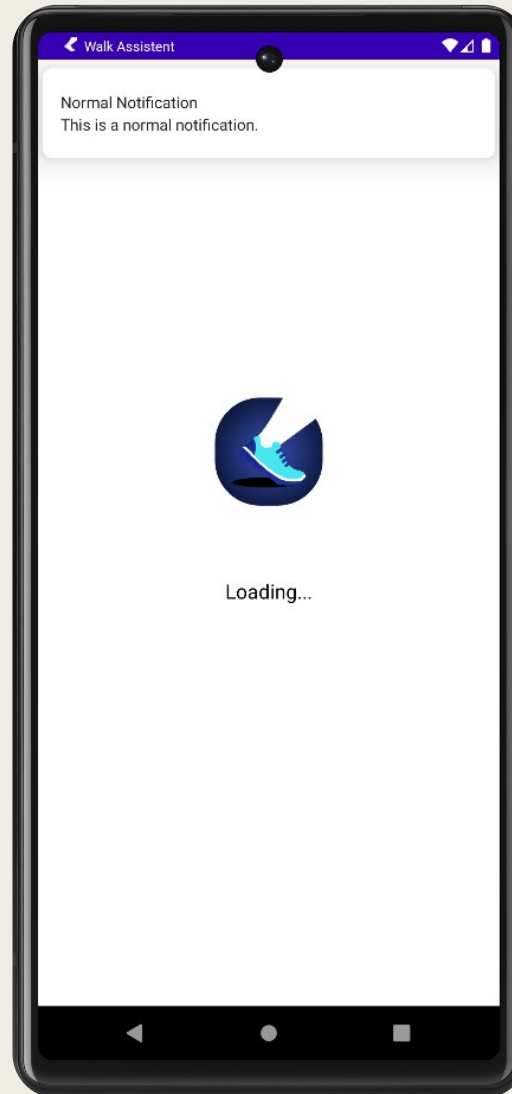 Walk Assistent
Normal Notification
This is a normal notification.
Loading...